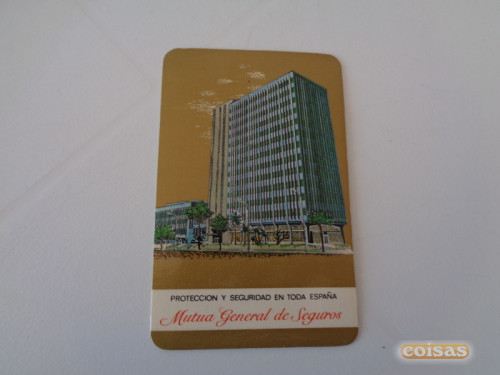 PROTECCION Y SEGURIDAD EN TODA ESPAÑA
Mutua General de Seguros
coisas